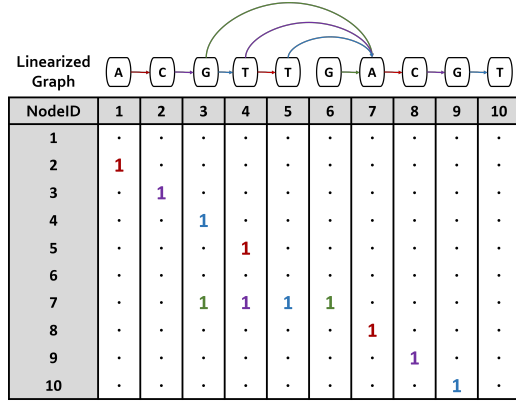 Linearized Graph A C G T T G A C G T
NodeID 1 2 3 4 5 6 7 8 9 10
1 · · · · · · · · · ·
2 1 · · · · · · · · ·
3 · 1 · · · · · · · ·
4 · · 1 · · · · · · ·
5 · · · 1 · · · · · ·
6 · · · · · · · · · ·
7 · · 1 1 1 1 · · · ·
8 · · · · · · 1 · · ·
9 · · · · · · · 1 · ·
10 · · · · · · · · 1 ·